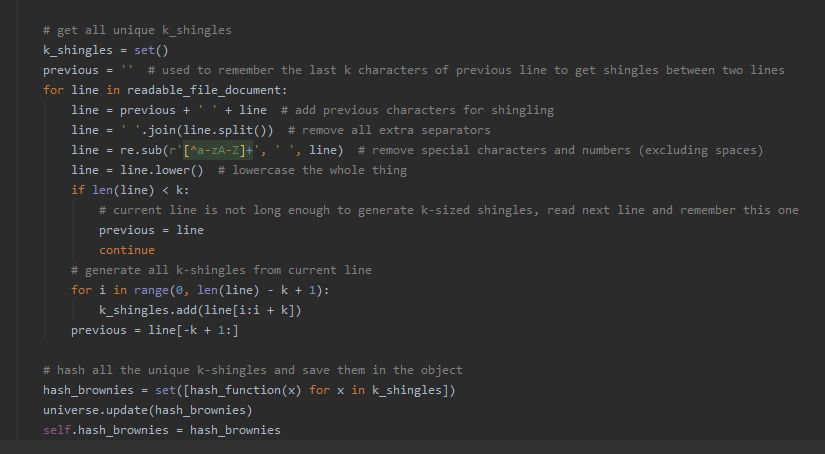 # get all unique k_shingles
k_shingles = set()
previous = ''  # used to remember the last k characters of previous line to get shingles between two lines
for line in readable_file_document:
    line = previous + ' ' + line  # add previous characters for shingling
    line = ' '.join(line.split())  # remove all extra separators
    line = re.sub(r'[^a-zA-Z]+', ' ', line)  # remove special characters and numbers (excluding spaces)
    line = line.lower()  # lowercase the whole thing
    if len(line) < k:
        # current line is not long enough to generate k-sized shingles, read next line and remember this one
        previous = line
        continue
    # generate all k-shingles from current line
    for i in range(0, len(line) - k + 1):
        k_shingles.add(line[i:i + k])
    previous = line[-k + 1:]
# hash all the unique k-shingles and save them in the object
hash_brownies = set([hash_function(x) for x in k_shingles])
universe.update(hash_brownies)
self.hash_brownies = hash_brownies